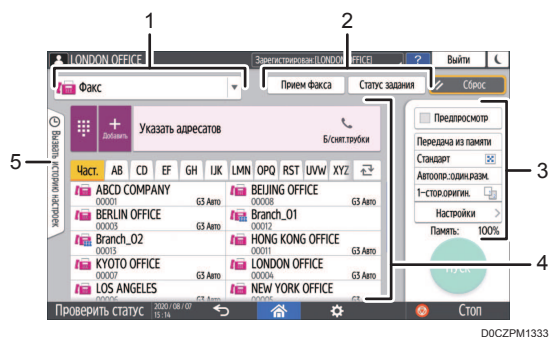 1
2
LONDON OFFICE
Зарегистрирован:[LONDON OFFICE]
?
Выйти
Факс
Прием факса
Статус задания
Сброс
Добавить
Указать адресатов
Б/снят.трубки
Предпросмотр
Передача из памяти
Стандарт
Автоопр.:один.разм.
1-стор.оригин.
Настройки
Память: 100%
Пуск
3
5
Вызвать историю настроек
Част. AB CD EF GH IJK LMN OPQ RST UVW XYZ
ABCD COMPANY
00001 G3 Авто
BEIJING OFFICE
00008 G3 Авто
BERLIN OFFICE
00003 G3 Авто
Branch_01
00012
Branch_02
00013
HONG KONG OFFICE
00011 G3 Авто
KYOTO OFFICE
00007 G3 Авто
LONDON OFFICE
00004 G3 Авто
LOS ANGELES
00006 G3 Авто
NEW YORK OFFICE
00005 G3
4
Проверить статус
2020/08/07
15:14
Стоп
D0CZPM1333